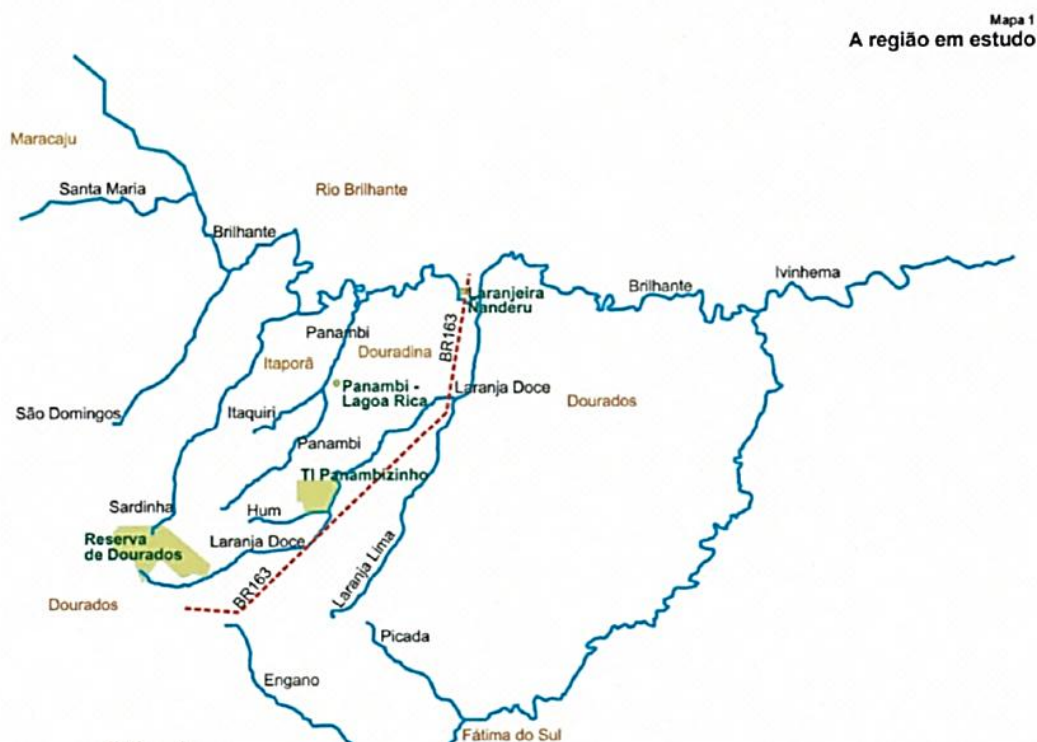 Mapa 1
A região em estudo
Maracaju
Santa Maria
Rio Brilhante
Brilhante
Ivinhema
Brilhante
Laranjeira
Nanderu
Panambi
BR163
Douradina
Itaporã
Panambi -
Lagoa Rica
Laranja Doce
Dourados
São Domingos
Itaquiri
Panambi
TI Panambizinho
Sardinha
Hum
Reserva
de Dourados
Laranja Doce
Laranja Lima
BR163
Dourados
Picada
Engano
Fátima do Sul